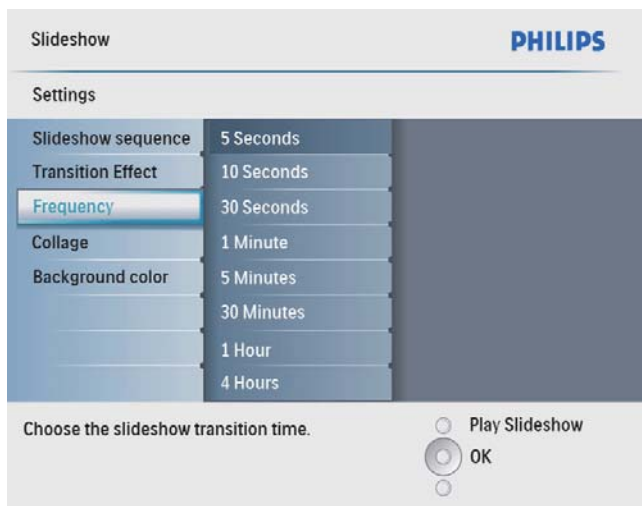 Slideshow
PHILIPS
Settings
Slideshow sequence
Transition Effect
Frequency
Collage
Background color
5 Seconds
10 Seconds
30 Seconds
1 Minute
5 Minutes
30 Minutes
1 Hour
4 Hours
Choose the slideshow transition time.
Play Slideshow
OK